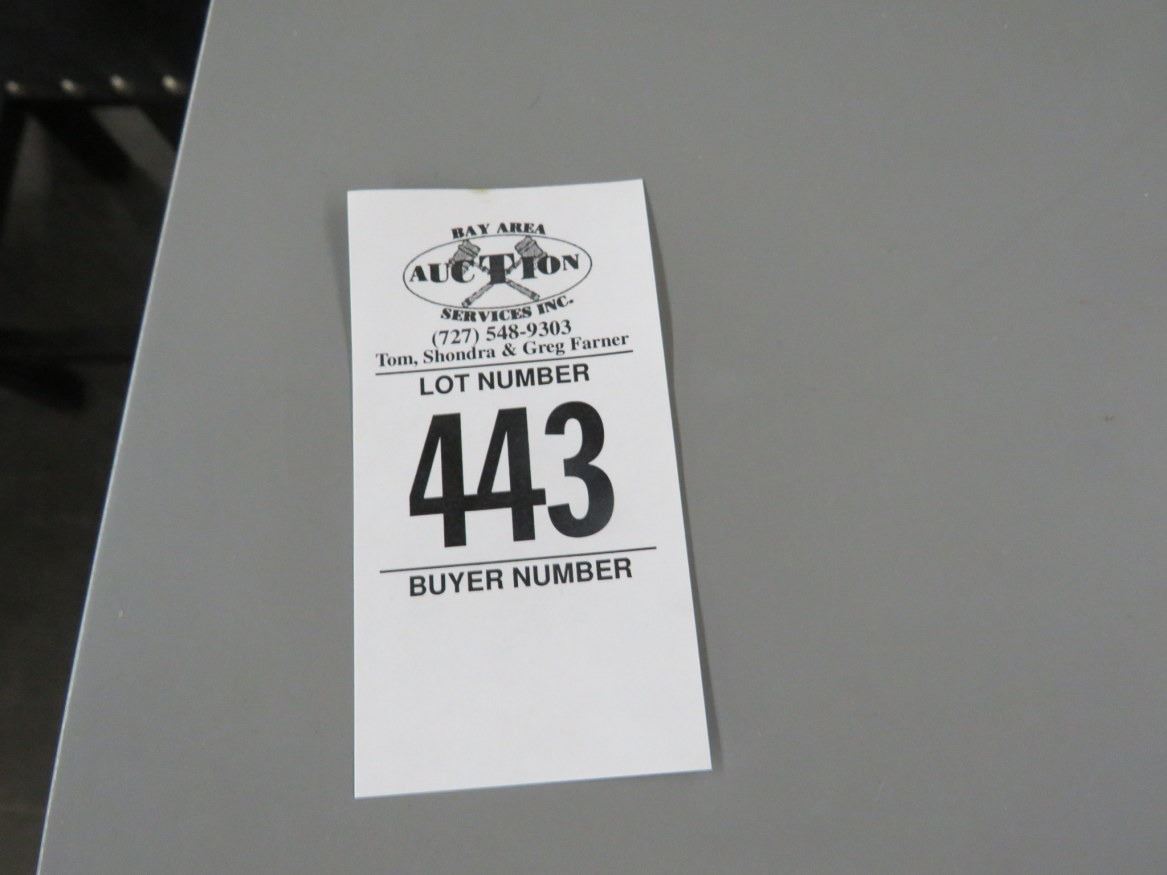 BAY AREA
AUCTION
SERVICES INC.
(727) 548-9303
Tom, Shondra & Greg Farner
LOT NUMBER
443
BUYER NUMBER